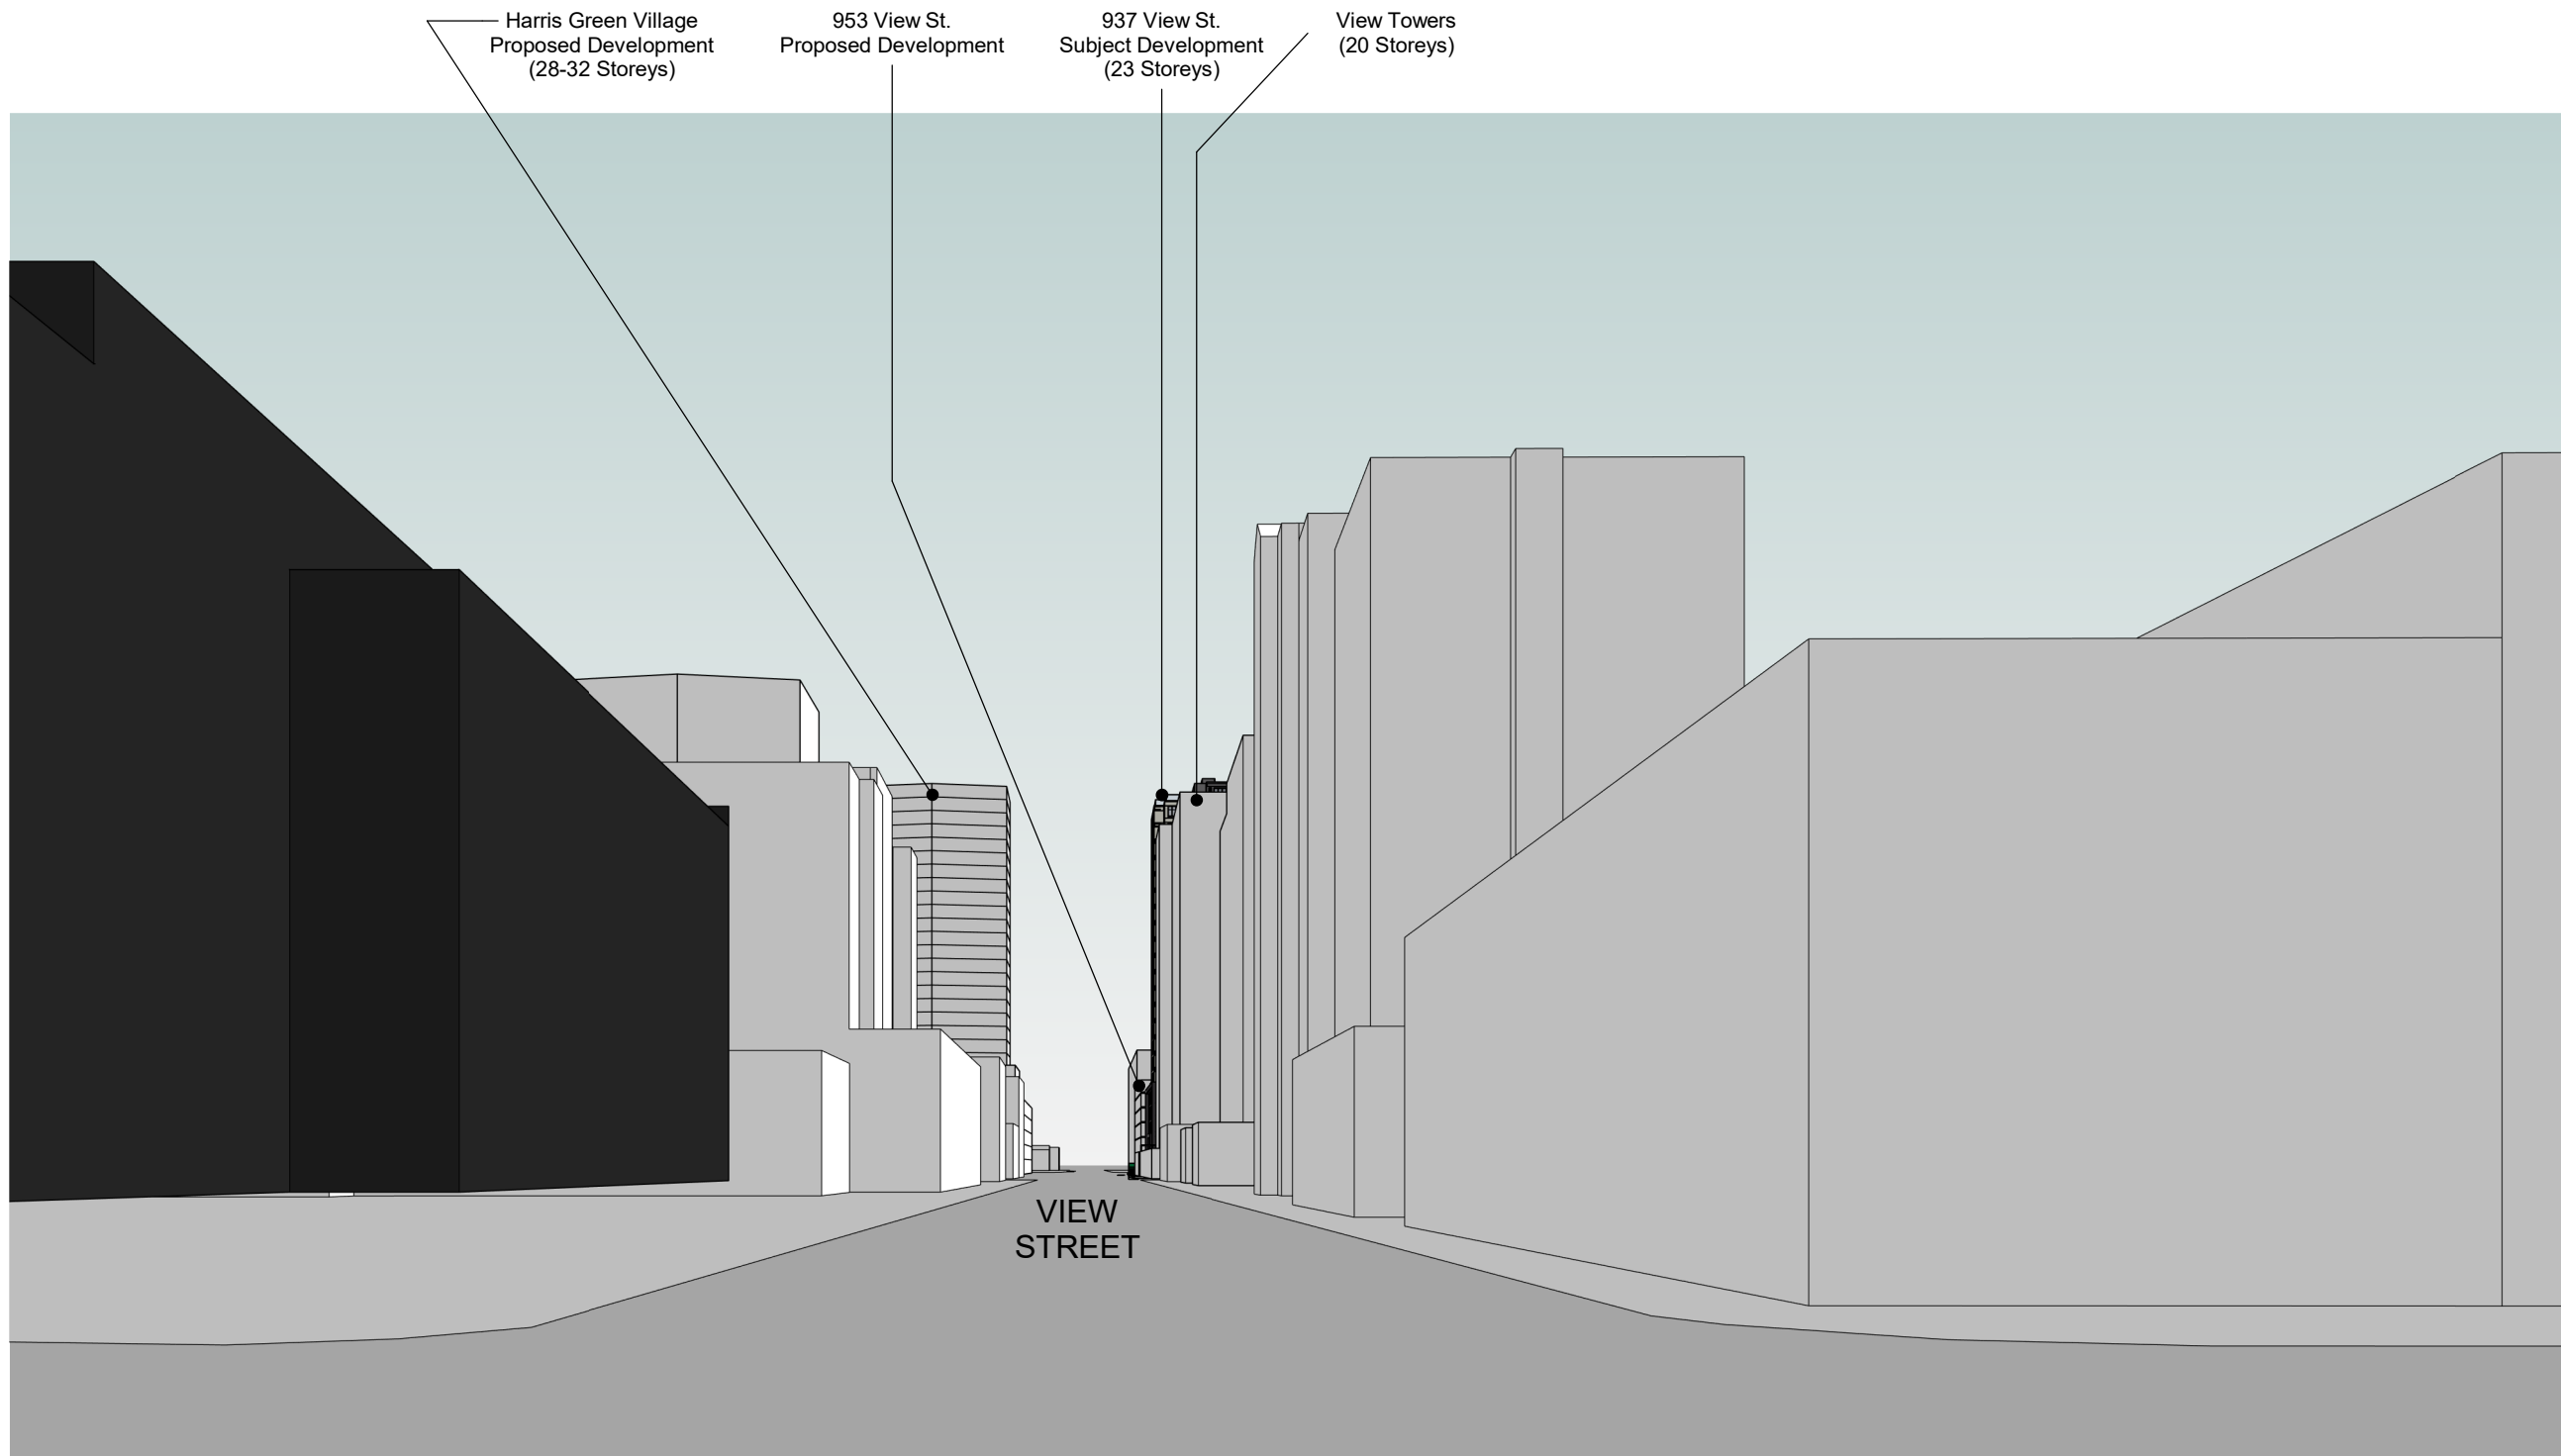 Harris Green Village
Proposed Development
(28-32 Storeys)
953 View St.
Proposed Development
937 View St.
Subject Development
(23 Storeys)
View Towers
(20 Storeys)
VIEW
STREET